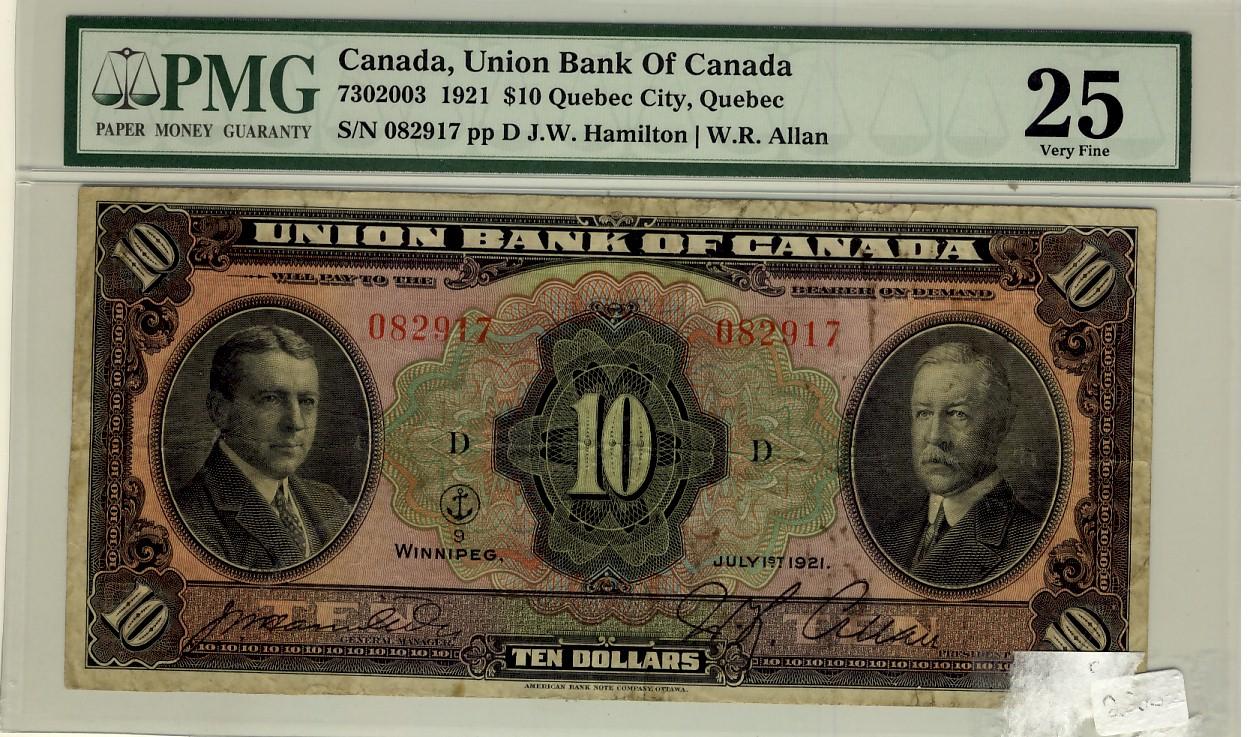 PMG
PAPER MONEY GUARANTY
Canada, Union Bank Of Canada
7302003 1921 $10 Quebec City, Quebec
S/N 082917 pp D J.W. Hamilton | W.R. Allan
25
Very Fine
10 UNION BANK OF CANADA 10
WILL PAY TO THE BEARER ON DEMAND
082917 082917
D 10 D
9
WINNIPEG. JULY 1ST 1921.
TEN TEN
GENERAL MANAGER
10 TEN DOLLARS 10
AMERICAN BANK NOTE COMPANY, OTTAWA.